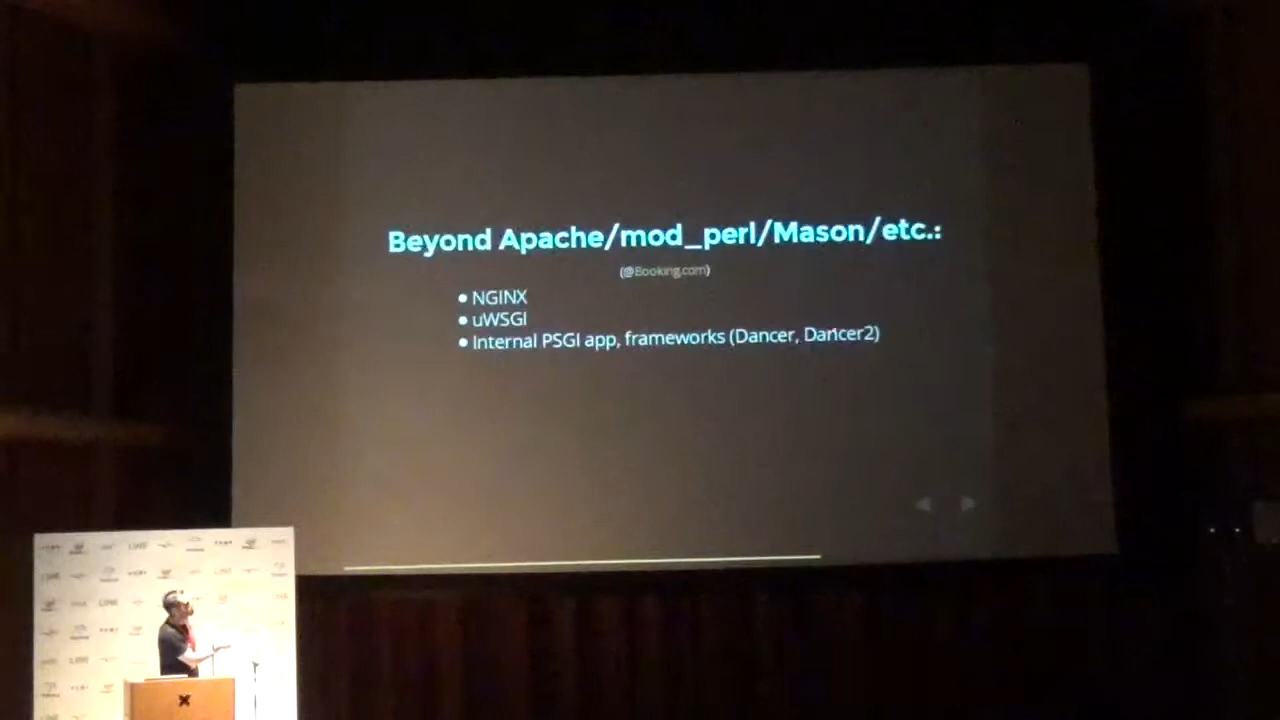 Beyond Apache/mod_perl/Mason/etc.:
(@Booking.com)
• NGINX
• uWSGI
• Internal PSGI app, frameworks (Dancer, Dancer2)